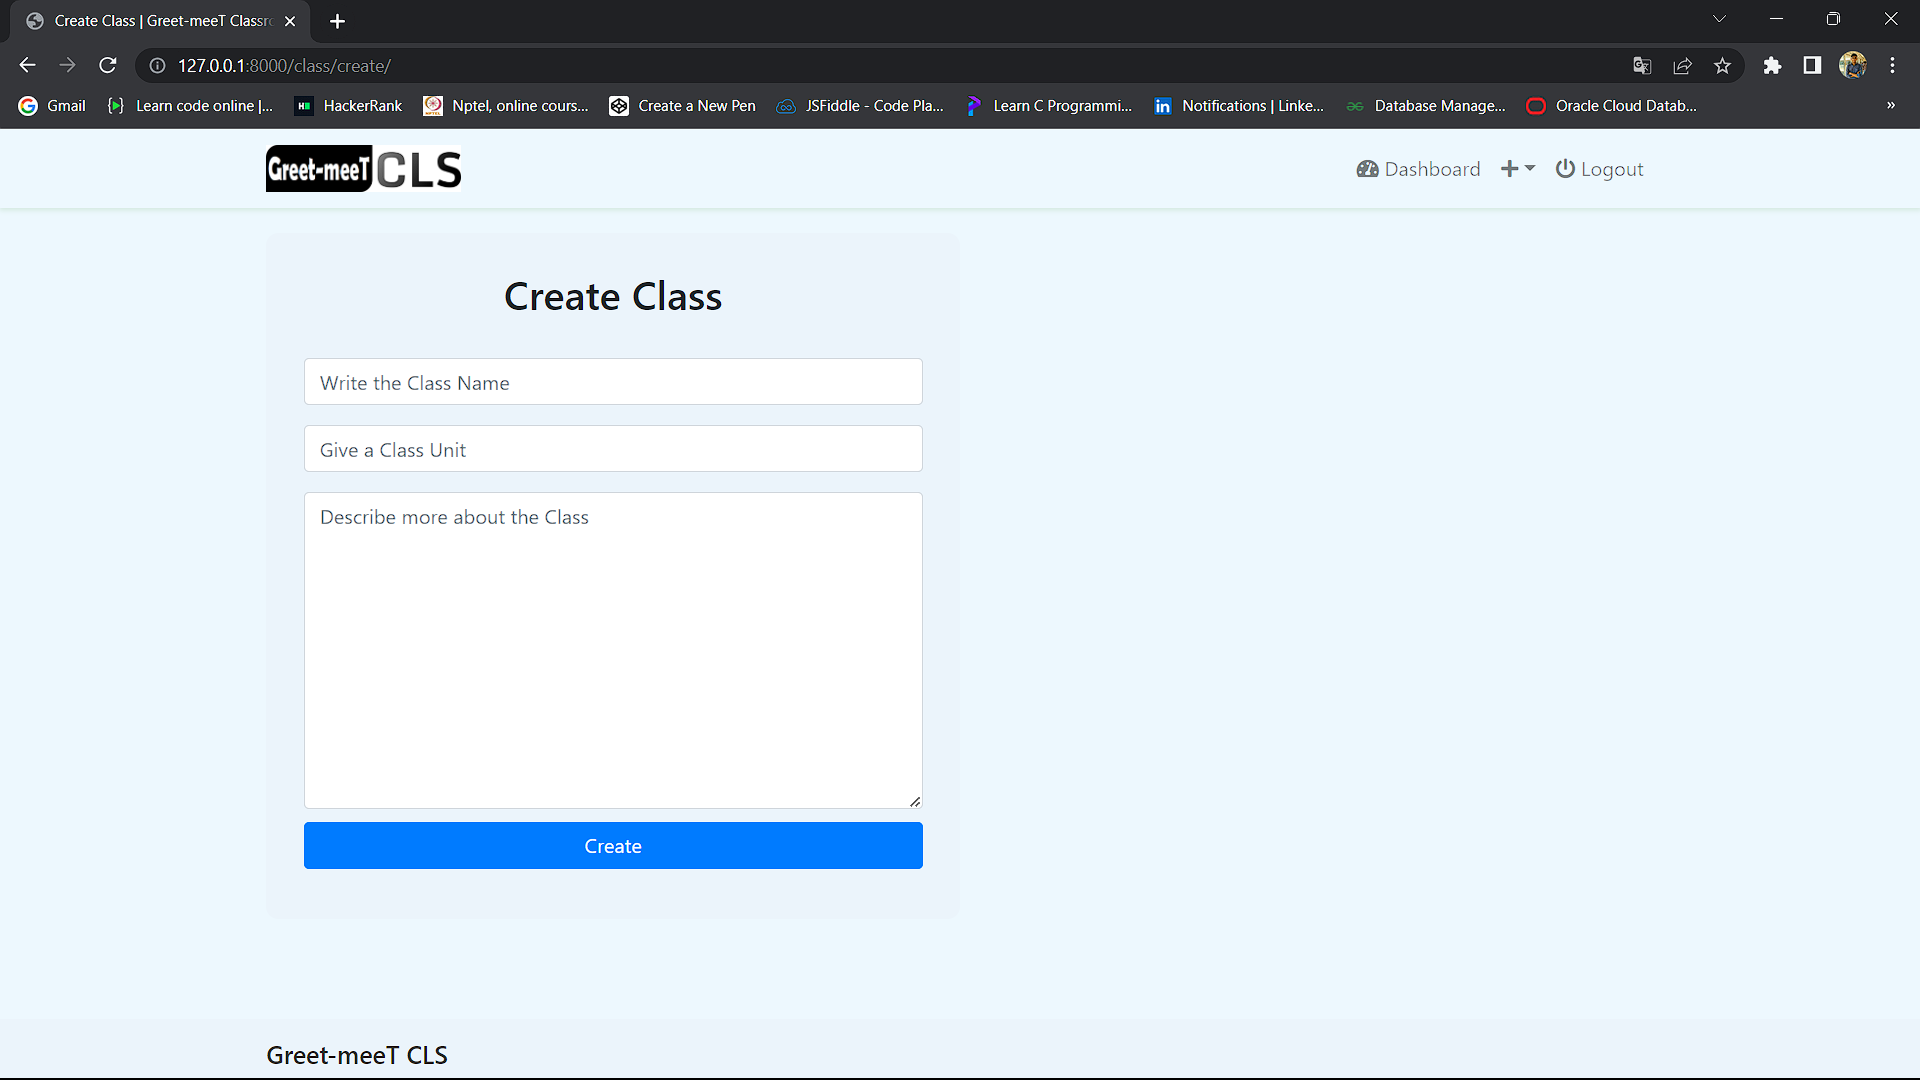 Create Class | Greet-meeT Classro
127.0.0.1:8000/class/create/
Gmail Learn code online |... HackerRank Nptel, online cours... Create a New Pen JSFiddle - Code Pla... Learn C Programmi... Notifications | Linke... Database Manage... Oracle Cloud Datab... »
Greet-meeT CLS Dashboard Logout
Create Class
Write the Class Name
Give a Class Unit
Describe more about the Class
Create
Greet-meeT CLS